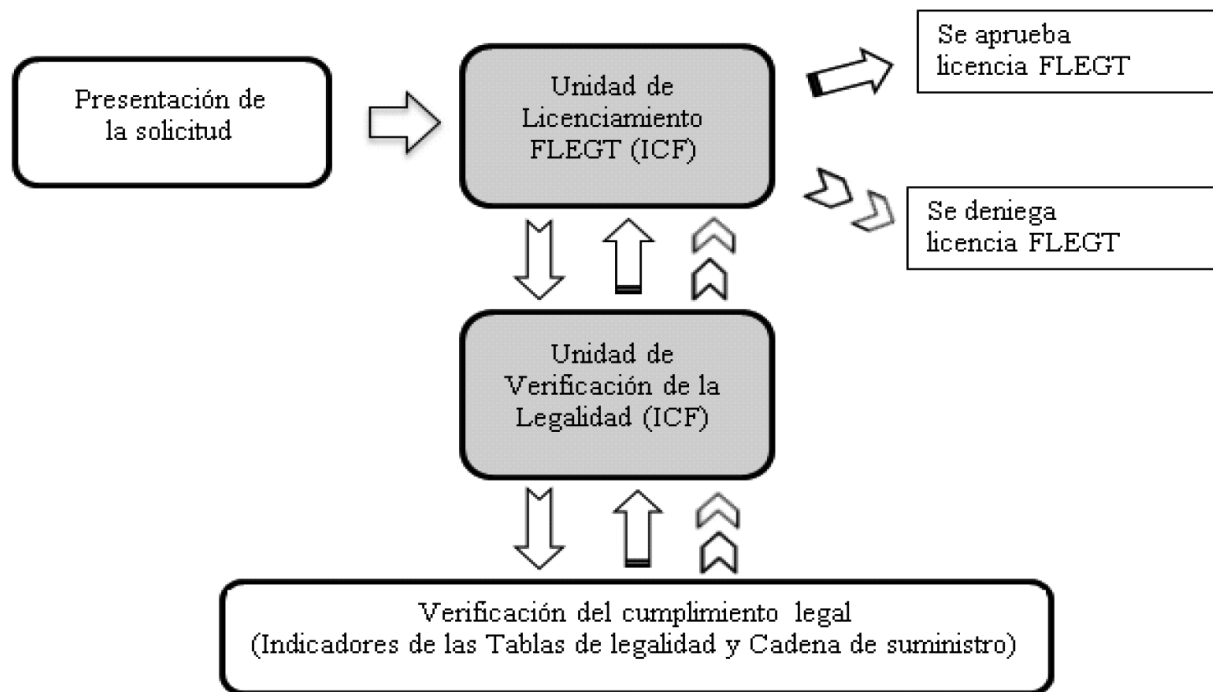 Presentación de
la solicitud
Unidad de
Licenciamiento
FLEGT (ICF)
Se aprueba
licencia FLEGT
Se deniega
licencia FLEGT
Unidad de
Verificación de la
Legalidad (ICF)
Verificación del cumplimiento legal
(Indicadores de las Tablas de legalidad y Cadena de suministro)